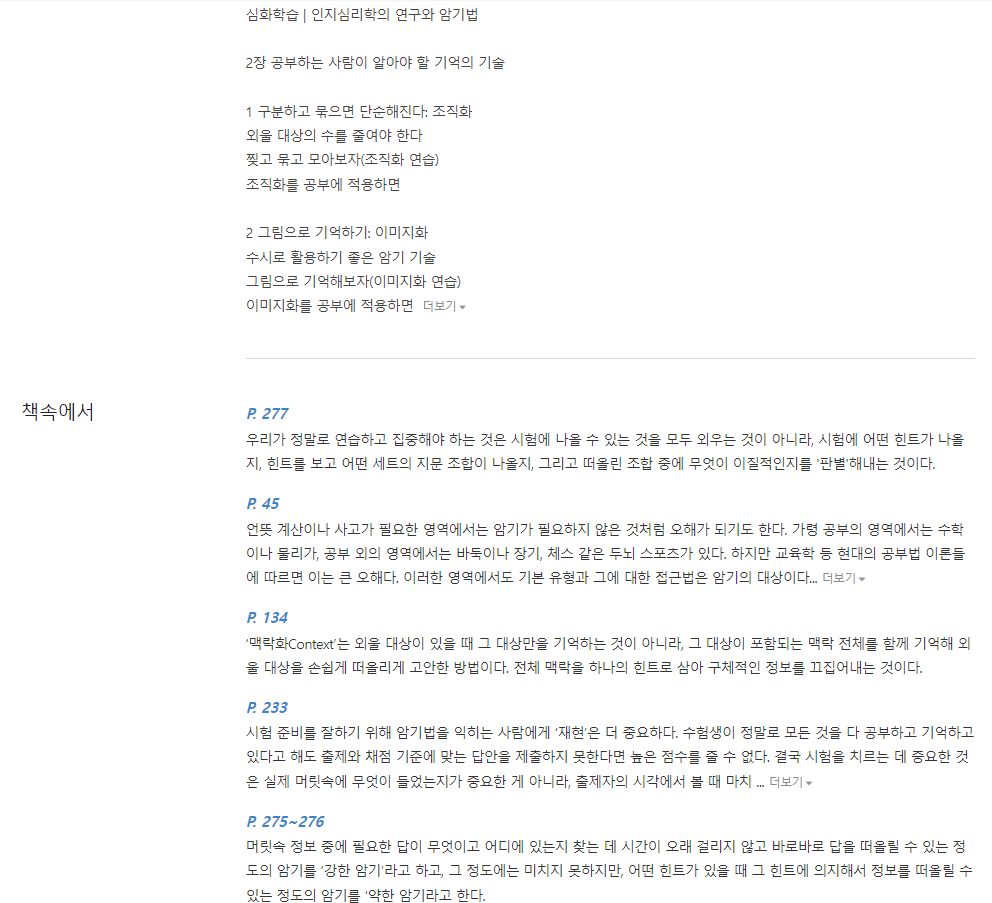 심화학습 | 인지심리학의 연구와 암기법
2장 공부하는 사람이 알아야 할 기억의 기술
1 구분하고 묶으면 단순해진다: 조직화
외울 대상의 수를 줄여야 한다
찢고 묶고 모아보자(조직화 연습)
조직화를 공부에 적용하면
2 그림으로 기억하기: 이미지화
수시로 활용하기 좋은 암기 기술
그림으로 기억해보자(이미지화 연습)
이미지화를 공부에 적용하면 더보기
책속에서
P. 277
우리가 정말로 연습하고 집중해야 하는 것은 시험에 나올 수 있는 것을 모두 외우는 것이 아니라, 시험에 어떤 힌트가 나올
지, 힌트를 보고 어떤 세트의 지문 조합이 나올지, 그리고 떠올린 조합 중에 무엇이 이질적인지를 '판별'해내는 것이다.
P. 45
언뜻 계산이나 사고가 필요한 영역에서는 암기가 필요하지 않은 것처럼 오해가 되기도 한다. 가령 공부의 영역에서는 수학
이나 물리가, 공부 외의 영역에서는 바둑이나 장기, 체스 같은 두뇌 스포츠가 있다. 하지만 교육학 등 현대의 공부법 이론들
에 따르면 이는 큰 오해다. 이러한 영역에서도 기본 유형과 그에 대한 접근법은 암기의 대상이다... 더보기
P. 134
‘맥락화Context’는 외울 대상이 있을 때 그 대상만을 기억하는 것이 아니라, 그 대상이 포함되는 맥락 전체를 함께 기억해 외
울 대상을 손쉽게 떠올리게 고안한 방법이다. 전체 맥락을 하나의 힌트로 삼아 구체적인 정보를 끄집어내는 것이다.
P. 233
시험 준비를 잘하기 위해 암기법을 익히는 사람에게 ‘재현’은 더 중요하다. 수험생이 정말로 모든 것을 다 공부하고 기억하고
있다고 해도 출제와 채점 기준에 맞는 답안을 제출하지 못한다면 높은 점수를 줄 수 없다. 결국 시험을 치르는 데 중요한 것
은 실제 머릿속에 무엇이 들었는지가 중요한 게 아니라, 출제자의 시각에서 볼 때 마치 ... 더보기
P. 275~276
머릿속 정보 중에 필요한 답이 무엇이고 어디에 있는지 찾는 데 시간이 오래 걸리지 않고 바로바로 답을 떠올릴 수 있는 정
도의 암기를 ‘강한 암기’라고 하고, 그 정도에는 미치지 못하지만, 어떤 힌트가 있을 때 그 힌트에 의지해서 정보를 떠올릴 수
있는 정도의 암기를 ‘약한 암기라고 한다.